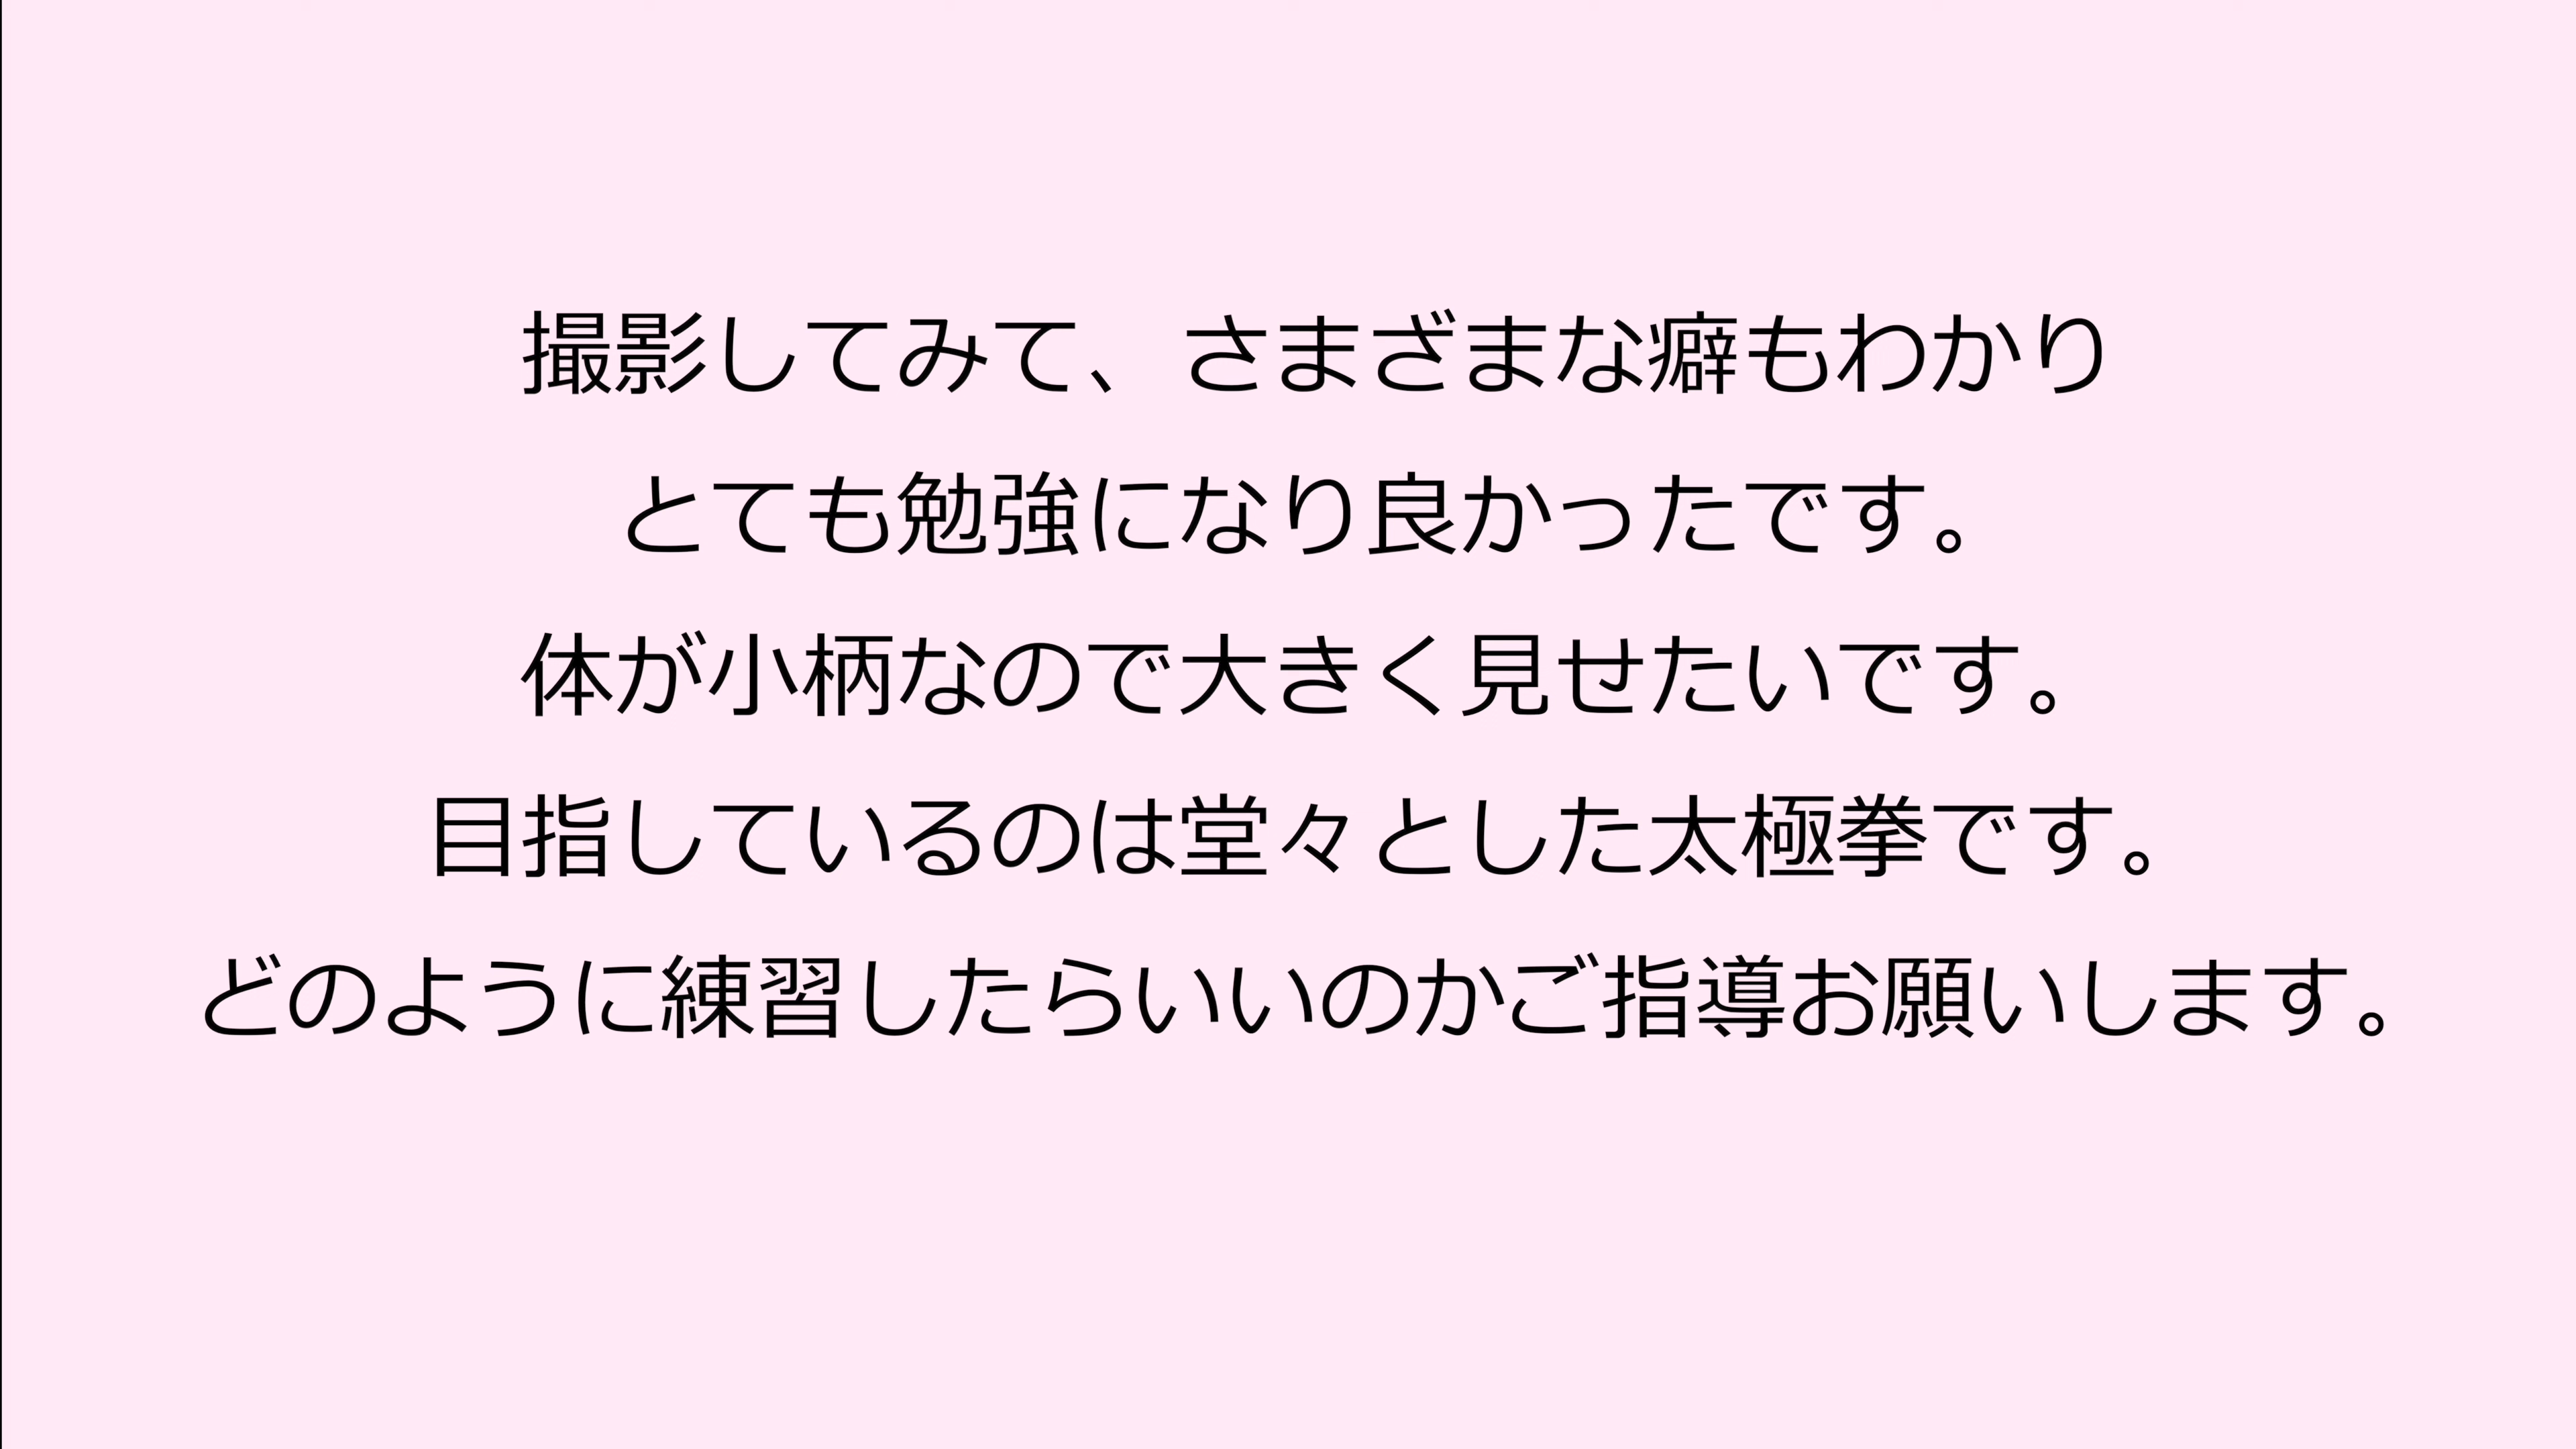 撮影してみて、さまざまな癖もわかり
とても勉強になり良かったです。
体が小柄なので大きく見せたいです。
目指しているのは堂々とした太極拳です。
どのように練習したらいいのかご指導お願いします。